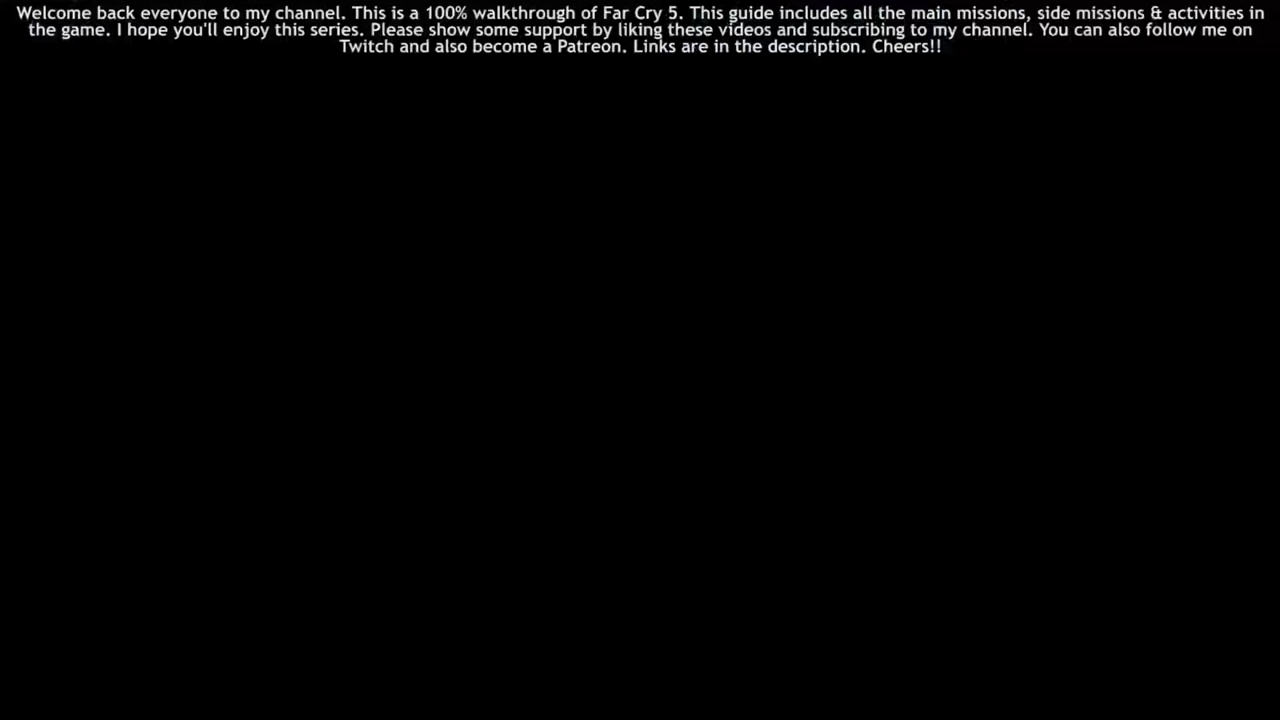 Welcome back everyone to my channel. This is a 100% walkthrough of Far Cry 5. This guide includes all the main missions, side missions & activities in
the game. I hope you'll enjoy this series. Please show some support by liking these videos and subscribing to my channel. You can also follow me on
Twitch and also become a Patreon. Links are in the description. Cheers!!